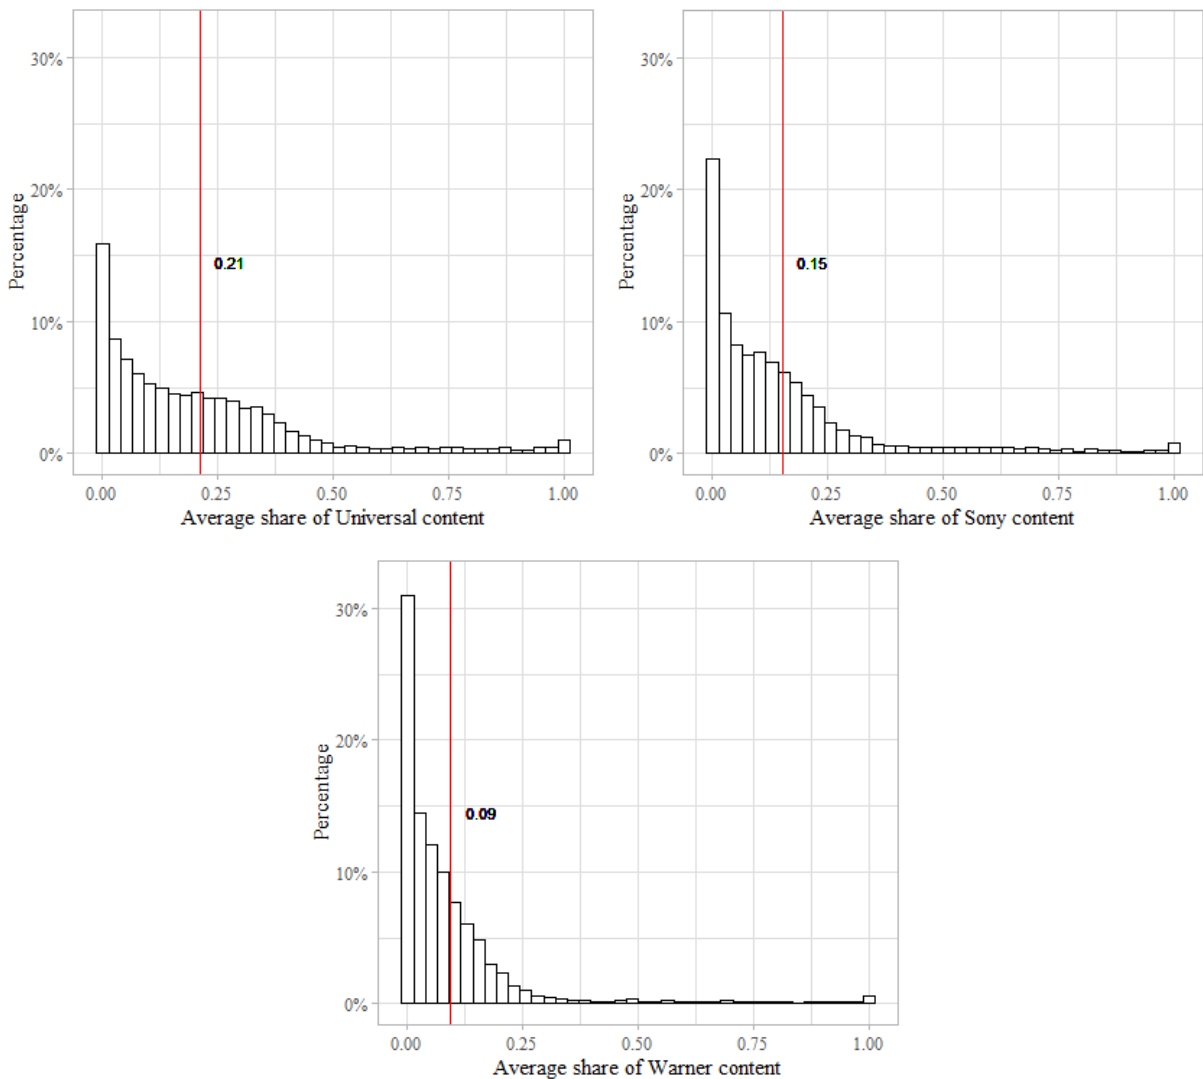 30%
20%
10%
0%
Percentage
0.21
0.00 0.25 0.50 0.75 1.00
Average share of Universal content
30%
20%
10%
0%
Percentage
0.15
0.00 0.25 0.50 0.75 1.00
Average share of Sony content
30%
20%
10%
0%
Percentage
0.09
0.00 0.25 0.50 0.75 1.00
Average share of Warner content